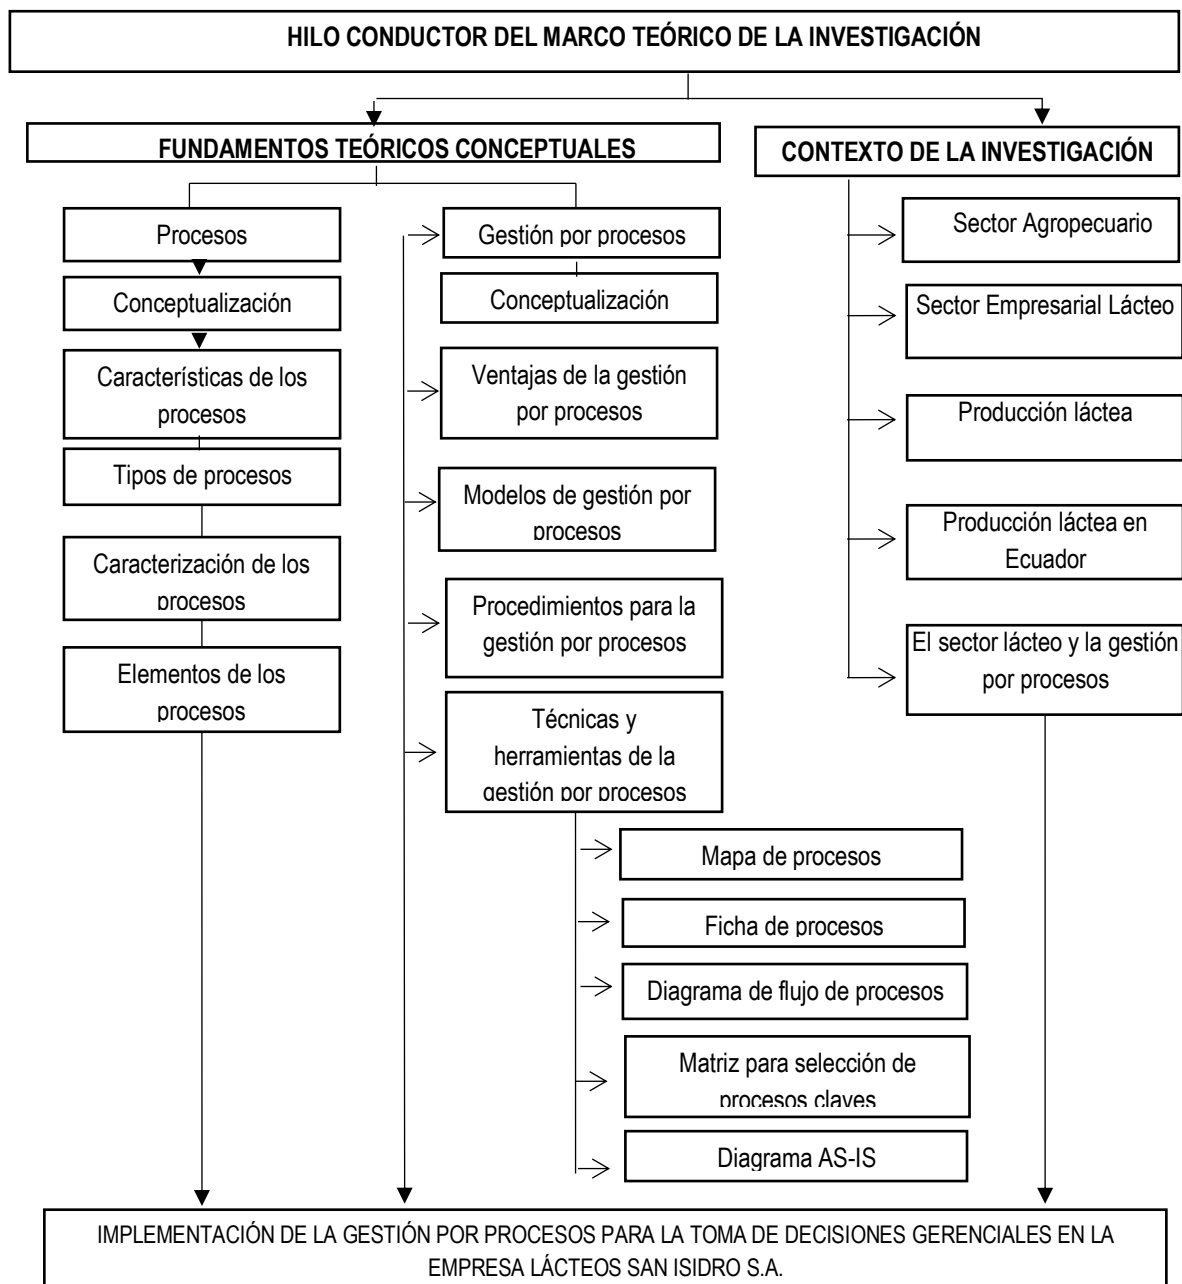 HILO CONDUCTOR DEL MARCO TEÓRICO DE LA INVESTIGACIÓN
FUNDAMENTOS TEÓRICOS CONCEPTUALES
Procesos
Conceptualización
Características de los
procesos
Tipos de procesos
Caracterización de los
procesos
Elementos de los
procesos
Gestión por procesos
Conceptualización
Ventajas de la gestión
por procesos
Modelos de gestión por
procesos
Procedimientos para la
gestión por procesos
Técnicas y
herramientas de la
gestión por procesos
Mapa de procesos
Ficha de procesos
Diagrama de flujo de procesos
Matriz para selección de
procesos claves
Diagrama AS-IS
CONTEXTO DE LA INVESTIGACIÓN
Sector Agropecuario
Sector Empresarial Lácteo
Producción láctea
Producción láctea en
Ecuador
El sector lácteo y la gestión
por procesos
IMPLEMENTACIÓN DE LA GESTIÓN POR PROCESOS PARA LA TOMA DE DECISIONES GERENCIALES EN LA
EMPRESA LÁCTEOS SAN ISIDRO S.A.